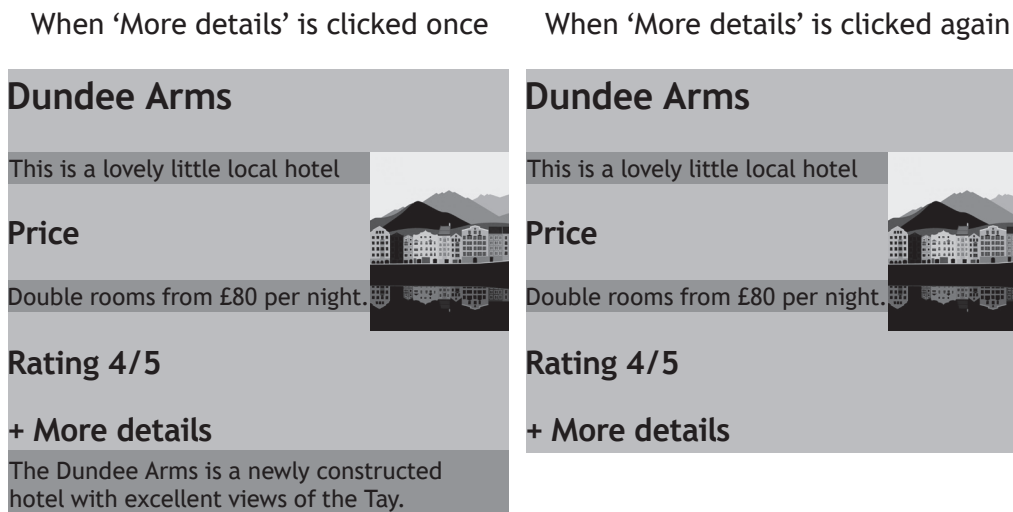 When ‘More details’ is clicked once
Dundee Arms
This is a lovely little local hotel
Price
Double rooms from £80 per night.
Rating 4/5
+ More details
The Dundee Arms is a newly constructed
hotel with excellent views of the Tay.
When ‘More details’ is clicked again
Dundee Arms
This is a lovely little local hotel
Price
Double rooms from £80 per night.
Rating 4/5
+ More details